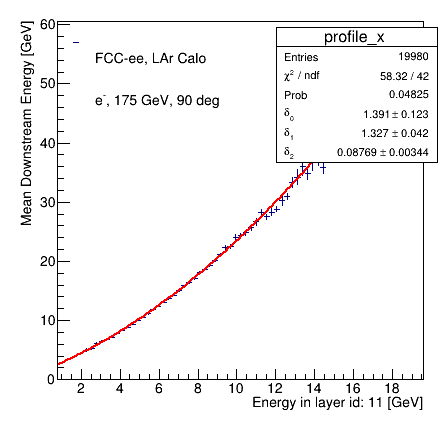 60
50
40
30
20
10
0
Mean Downstream Energy [GeV]
FCC-ee, LAr Calo
e⁻, 175 GeV, 90 deg
profile_x
Entries 19980
χ² / ndf 58.32 / 42
Prob 0.04825
δ₀ 1.391 ± 0.123
δ₁ 1.327 ± 0.042
δ₂ 0.08769 ± 0.00344
2 4 6 8 10 12 14 16 18
Energy in layer id: 11 [GeV]